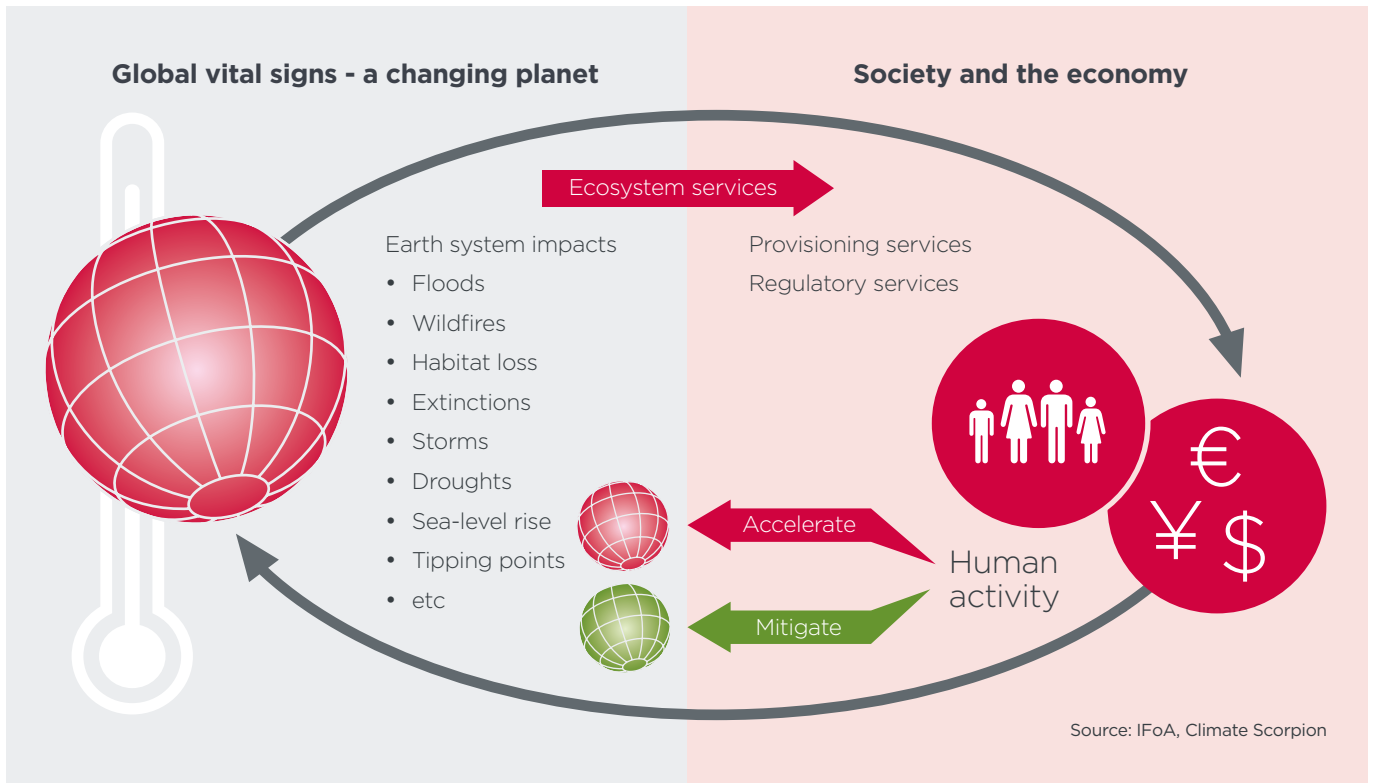 Global vital signs - a changing planet
Society and the economy
Ecosystem services
Earth system impacts
• Floods
• Wildfires
• Habitat loss
• Extinctions
• Storms
• Droughts
• Sea-level rise
• Tipping points
• etc
Provisioning services
Regulatory services
€
¥ $
Accelerate
Mitigate
Human
activity
Source: IFoA, Climate Scorpion